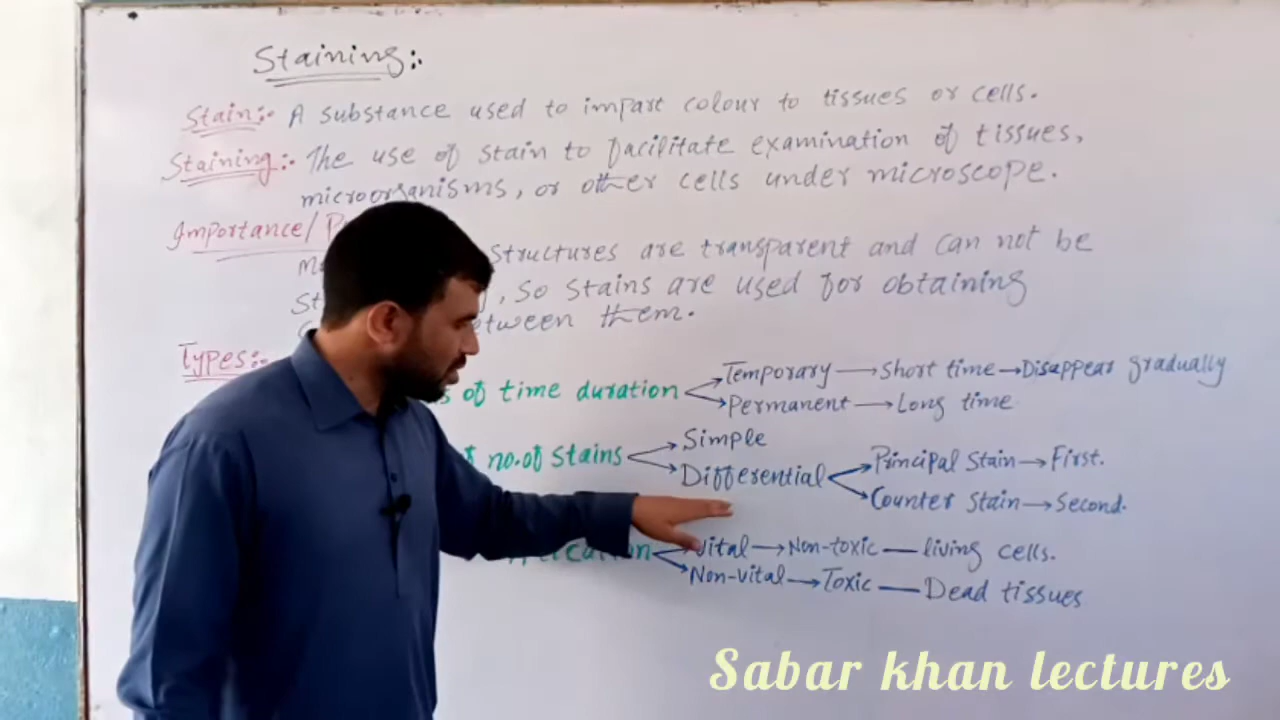 Staining:.
Stain:. A substance used to impart colour to tissues or cells.
Staining:. The use of stain to facilitate examination of tissues,
microorganisms, or other cells under microscope.
Importance/
structures are transparent and can not be
, so stains are used for obtaining
them.
Types:-
of time duration
Temporary → Short time → Disappear gradually
Permanent → Long time
no. of Stains
Simple
Differential
Principal Stain → First.
Counter Stain → Second.
Vital → Non-toxic — living cells.
Non-vital → Toxic — Dead tissues
Sabar khan lectures